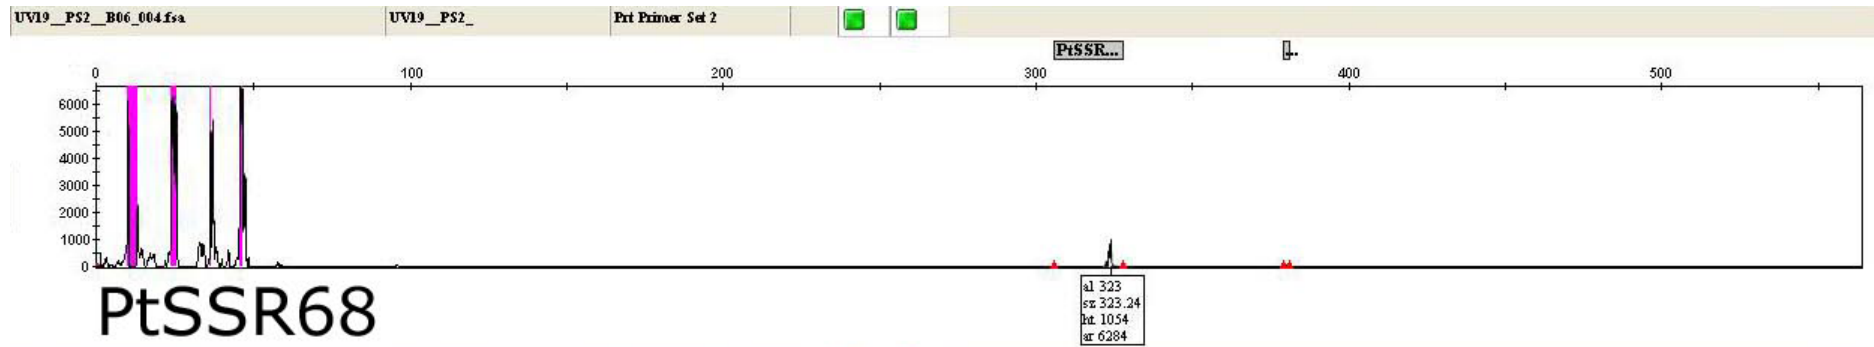 UV19__PS2__B06_004.fsa UV19__PS2_ Prt Primer Set 2
PtSSR... ...
0 100 200 300 400 500
6000
5000
4000
3000
2000
1000
0
al 323
sz 323.24
ht 1054
ar 6284
PtSSR68